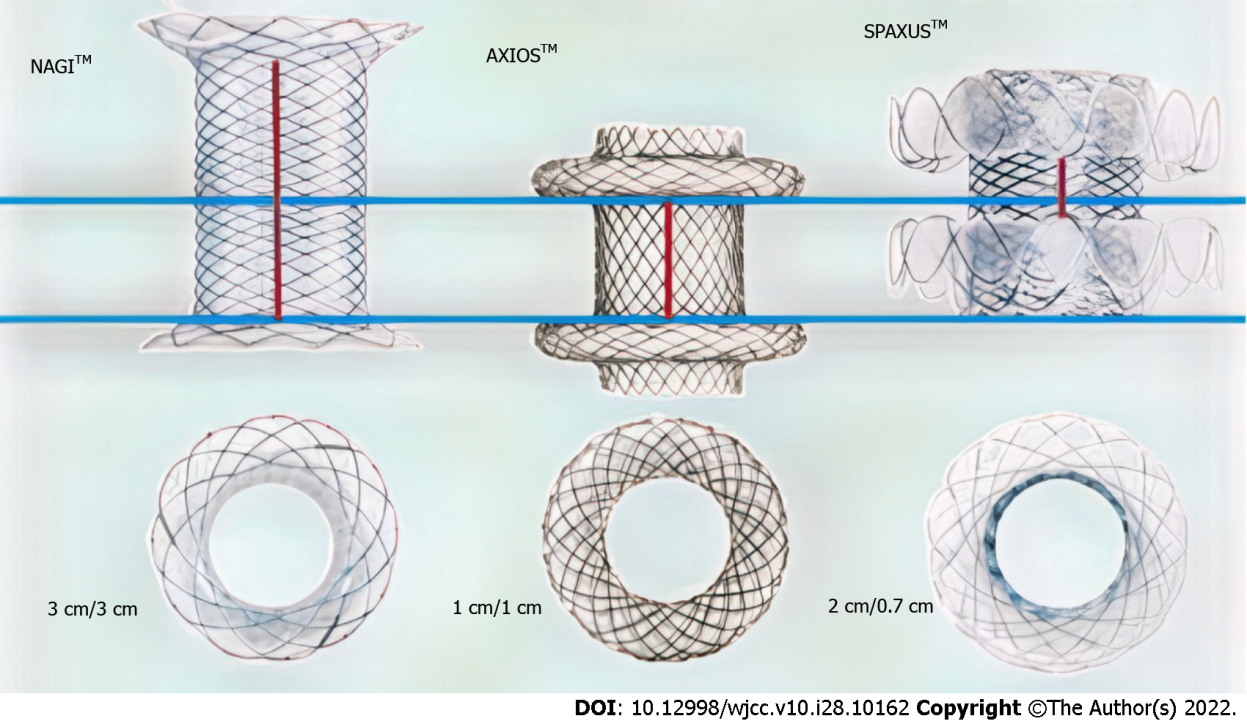 NAGI™
AXIOS™
SPAXUS™
3 cm/3 cm
1 cm/1 cm
2 cm/0.7 cm
DOI: 10.12998/wjcc.v10.i28.10162 Copyright ©The Author(s) 2022.